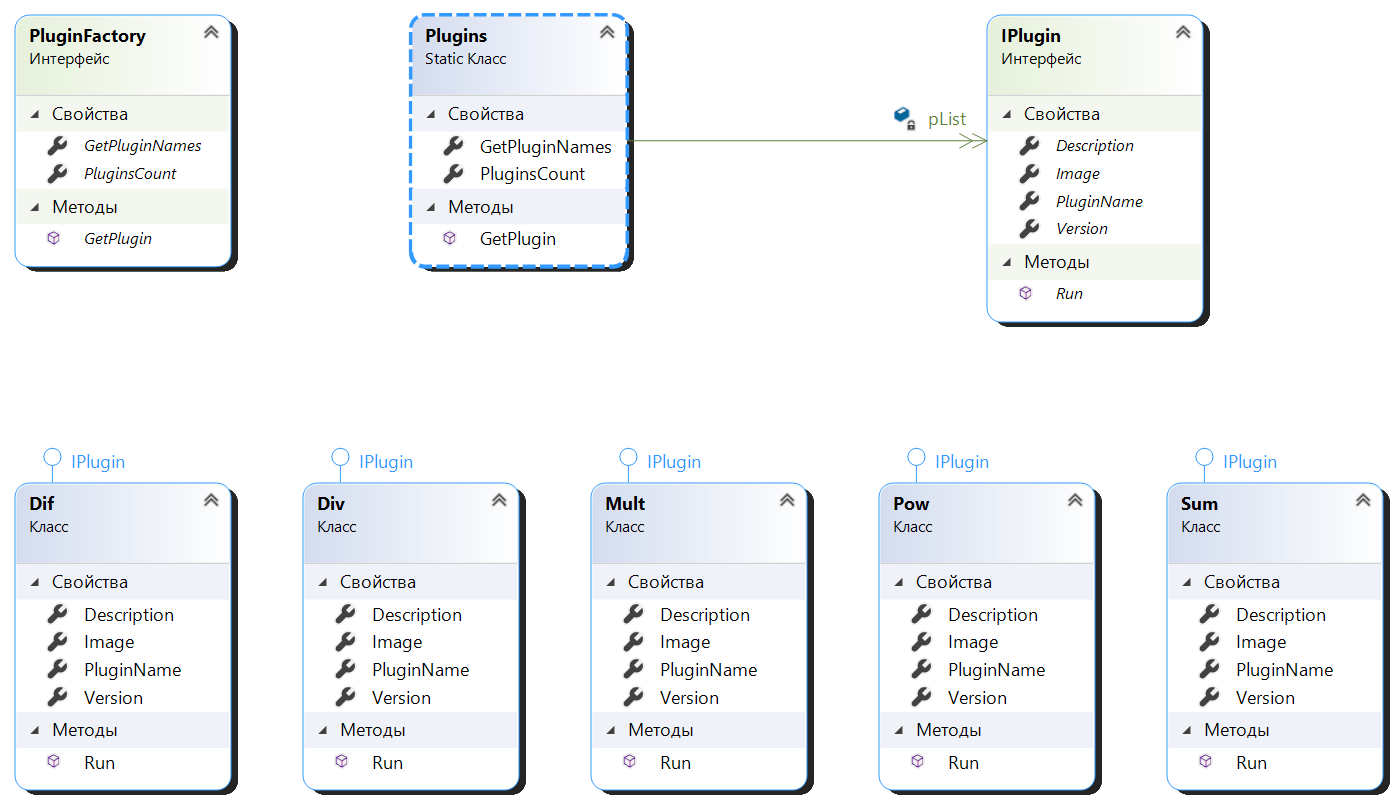 PluginFactory
Интерфейс
Свойства
GetPluginNames
PluginsCount
Методы
GetPlugin
Plugins
Static Класс
Свойства
GetPluginNames
PluginsCount
Методы
GetPlugin
pList
IPlugin
Интерфейс
Свойства
Description
Image
PluginName
Version
Методы
Run
IPlugin
Dif
Класс
Свойства
Description
Image
PluginName
Version
Методы
Run
IPlugin
Div
Класс
Свойства
Description
Image
PluginName
Version
Методы
Run
IPlugin
Mult
Класс
Свойства
Description
Image
PluginName
Version
Методы
Run
IPlugin
Pow
Класс
Свойства
Description
Image
PluginName
Version
Методы
Run
IPlugin
Sum
Класс
Свойства
Description
Image
PluginName
Version
Методы
Run